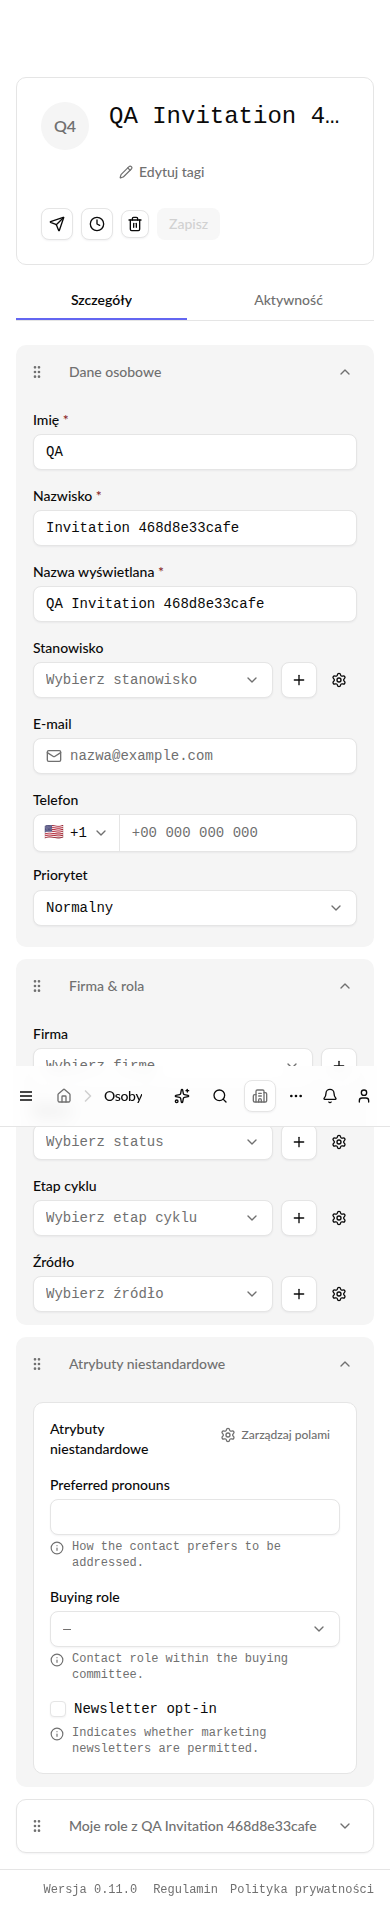 Q4
QA Invitation 4…
Edytuj tagi
Zapisz
Szczegóły
Aktywność
Dane osobowe
Imię *
QA
Nazwisko *
Invitation 468d8e33cafe
Nazwa wyświetlana *
QA Invitation 468d8e33cafe
Stanowisko
Wybierz stanowisko
E-mail
nazwa@example.com
Telefon
+1
+00 000 000 000
Priorytet
Normalny
Firma & rola
Firma
Wybierz firmę
Osoby
Wybierz status
Etap cyklu
Wybierz etap cyklu
Źródło
Wybierz źródło
Atrybuty niestandardowe
Atrybuty
niestandardowe
Zarządzaj polami
Preferred pronouns
How the contact prefers to be
addressed.
Buying role
—
Contact role within the buying
committee.
Newsletter opt-in
Indicates whether marketing
newsletters are permitted.
Moje role z QA Invitation 468d8e33cafe
Wersja 0.11.0 Regulamin Polityka prywatności